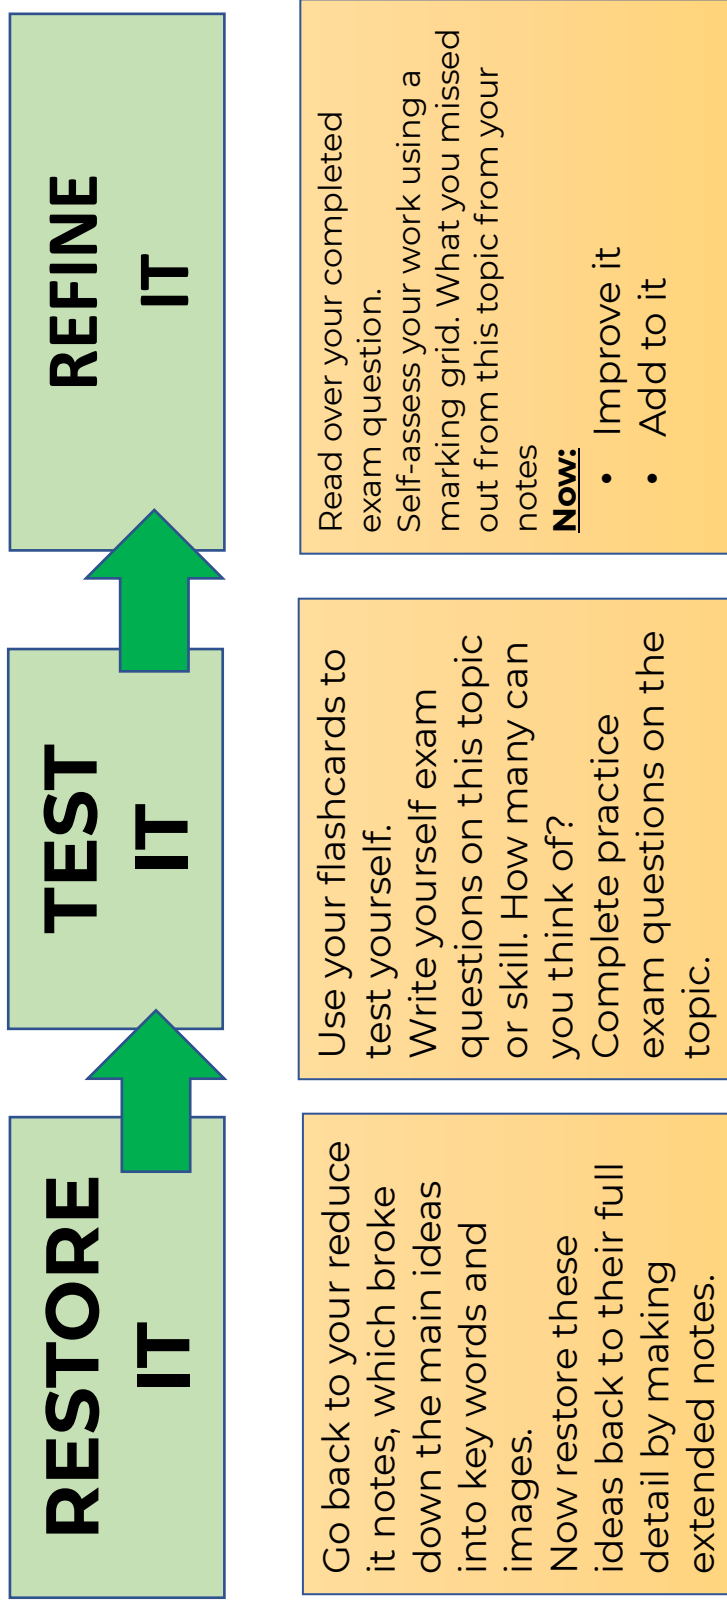 RESTORE
IT
Go back to your reduce
it notes, which broke
down the main ideas
into key words and
images.
Now restore these
ideas back to their full
detail by making
extended notes.
TEST
IT
Use your flashcards to
test yourself.
Write yourself exam
questions on this topic
or skill. How many can
you think of?
Complete practice
exam questions on the
topic.
REFINE
IT
Read over your completed
exam question.
Self-assess your work using a
marking grid. What you missed
out from this topic from your
notes
Now:
• Improve it
• Add to it